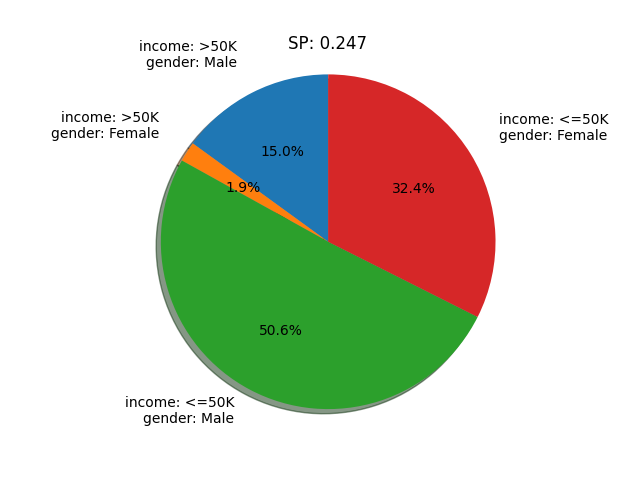 SP: 0.247
income: >50K
gender: Male
income: >50K
gender: Female
income: <=50K
gender: Female
15.0%
1.9%
32.4%
50.6%
income: <=50K
gender: Male